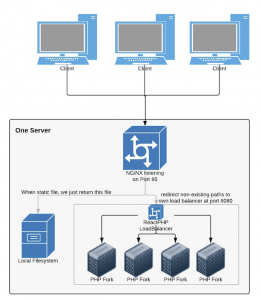 Client
Client
Client
One Server
NGINX listening
on Port 80
When static file, we just return this file
redirect non-existing paths to
own load balancer at port 8080
ReactPHP
LoadBalancer
Local Filesystem
PHP Fork
PHP Fork
PHP Fork
PHP Fork